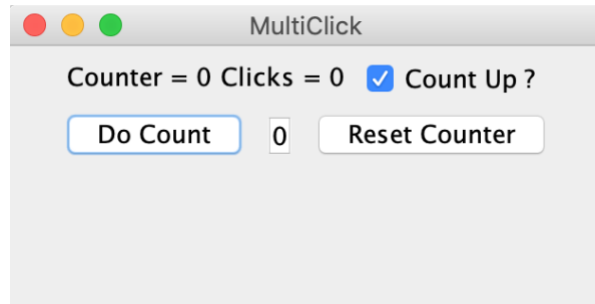 MultiClick
Counter = 0 Clicks = 0 Count Up ?
Do Count 0 Reset Counter